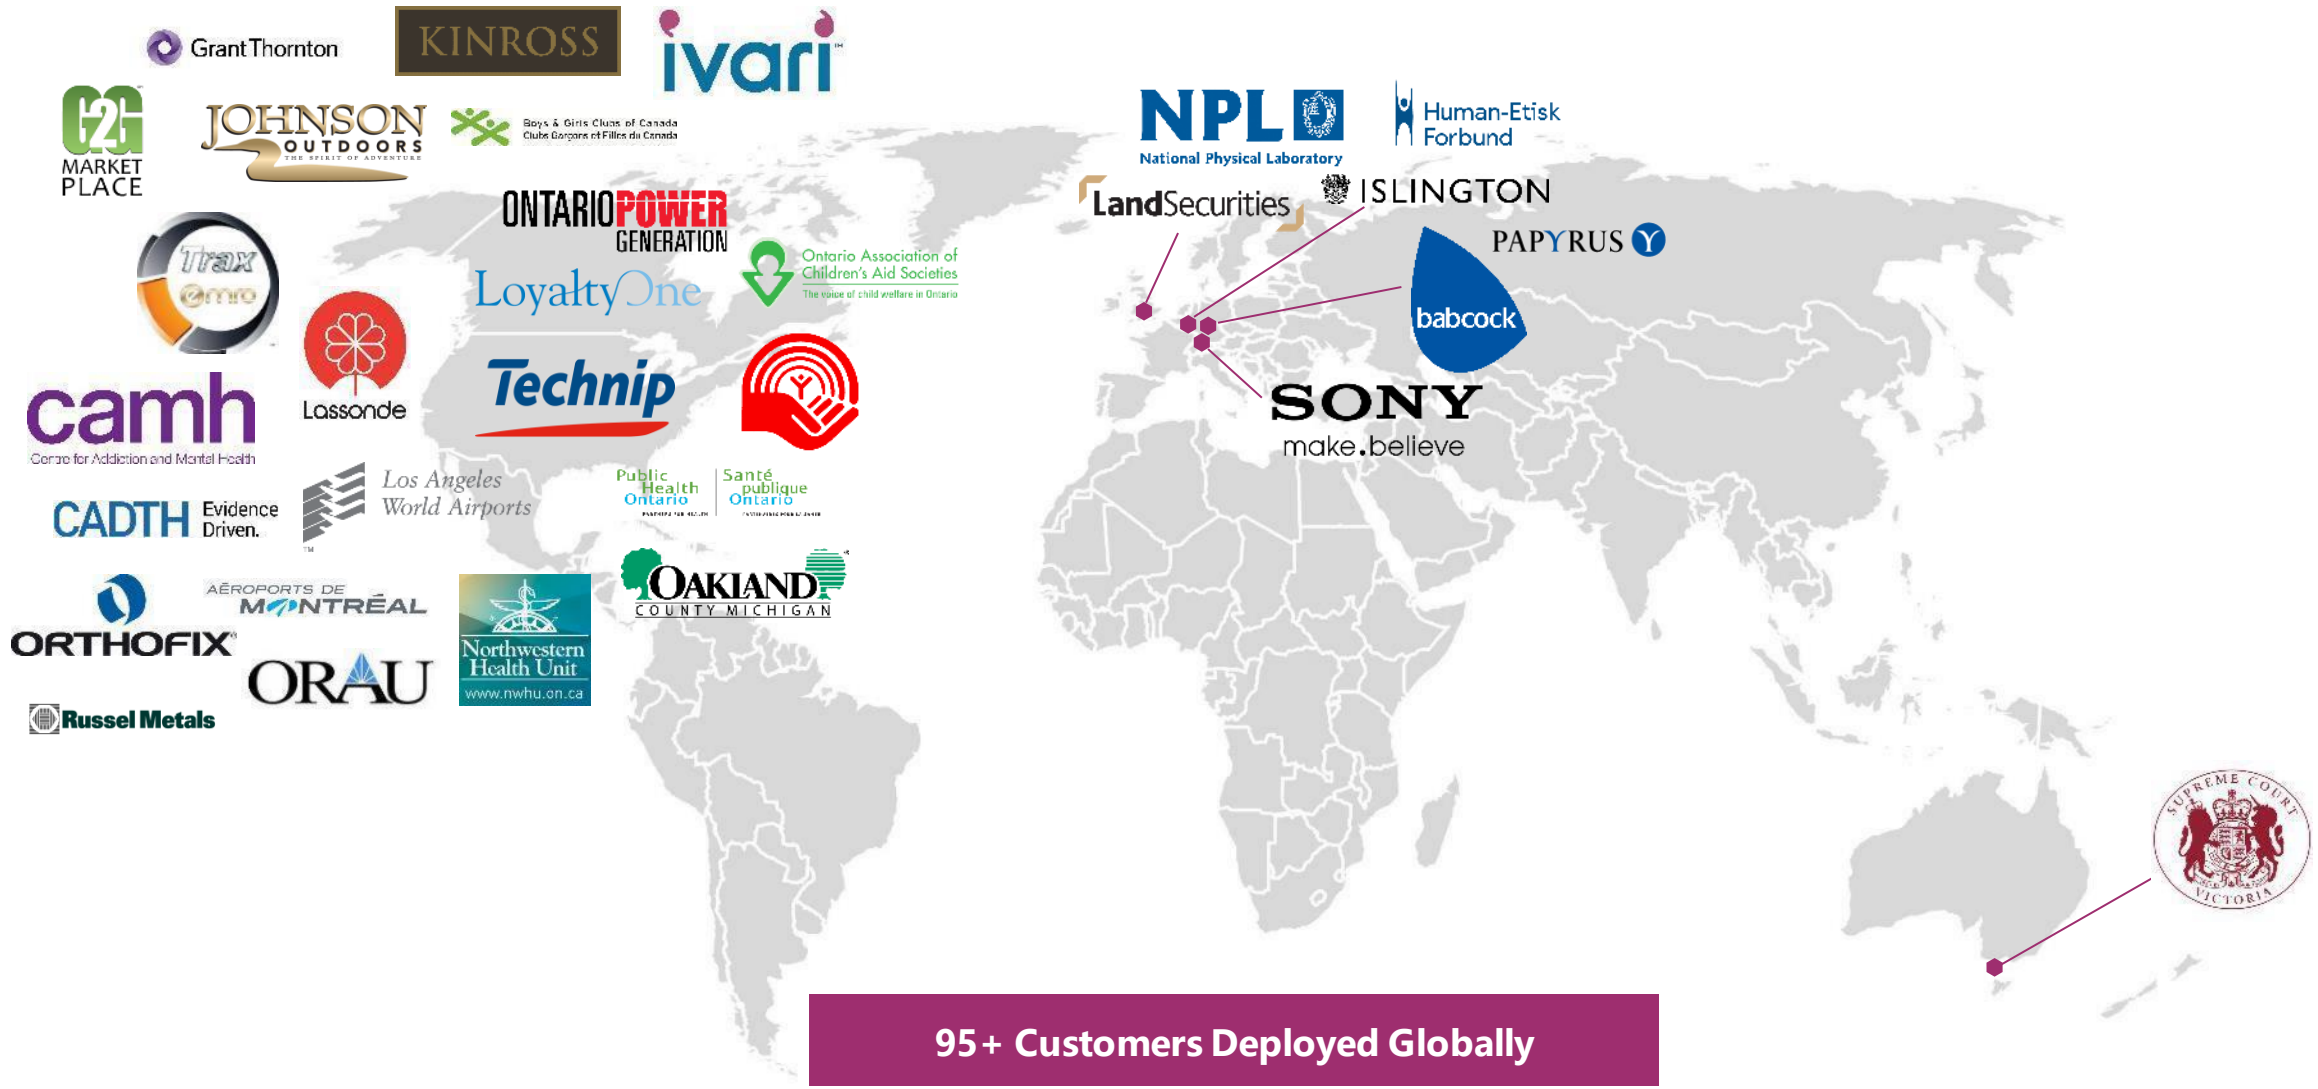 Grant Thornton
KINROSS
ivari
G2G
MARKET
PLACE
JOHNSON
OUTDOORS
THE SPIRIT OF ADVENTURE
Boys & Girls Clubs of Canada
Clubs Garçons et Filles du Canada
ONTARIOPOWER
GENERATION
Trax
emro
LoyaltyOne
Ontario Association of
Children's Aid Societies
The voice of child welfare in Ontario
Lassonde
Technip
camh
Centre for Addiction and Mental Health
CADTH
Evidence
Driven.
Los Angeles
World Airports
TM
Public
Health
Ontario
Santé
publique
Ontario
OAKLAND
COUNTY MICHIGAN
ORTHOFIX
AÉROPORTS DE
MONTRÉAL
Northwestern
Health Unit
www.nwhu.on.ca
ORAU
Russel Metals
NPL
National Physical Laboratory
Human-Etisk
Forbund
LandSecurities
ISLINGTON
PAPYRUS
babcock
SONY
make.believe
SUPREME COURT
VICTORIA
95+ Customers Deployed Globally